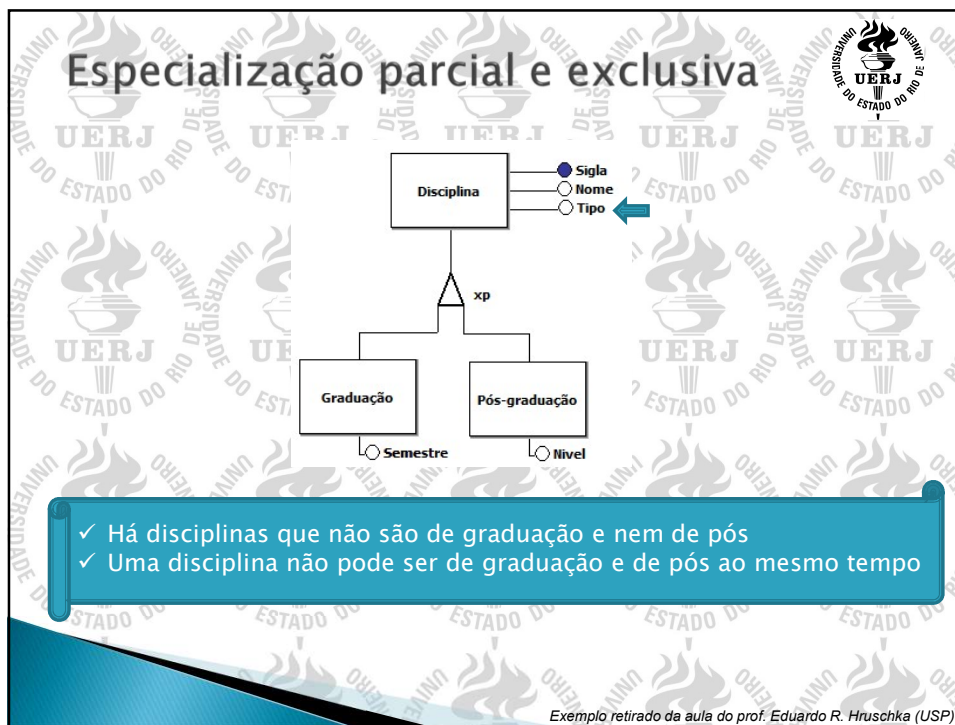 Especialização parcial e exclusiva
UNIVERSIDADE DO ESTADO DO RIO DE JANEIRO
UERJ
Disciplina
Sigla
Nome
Tipo
xp
Graduação
Pós-graduação
Semestre
Nivel
✓ Há disciplinas que não são de graduação e nem de pós
✓ Uma disciplina não pode ser de graduação e de pós ao mesmo tempo
Exemplo retirado da aula do prof. Eduardo R. Hruschka (USP)